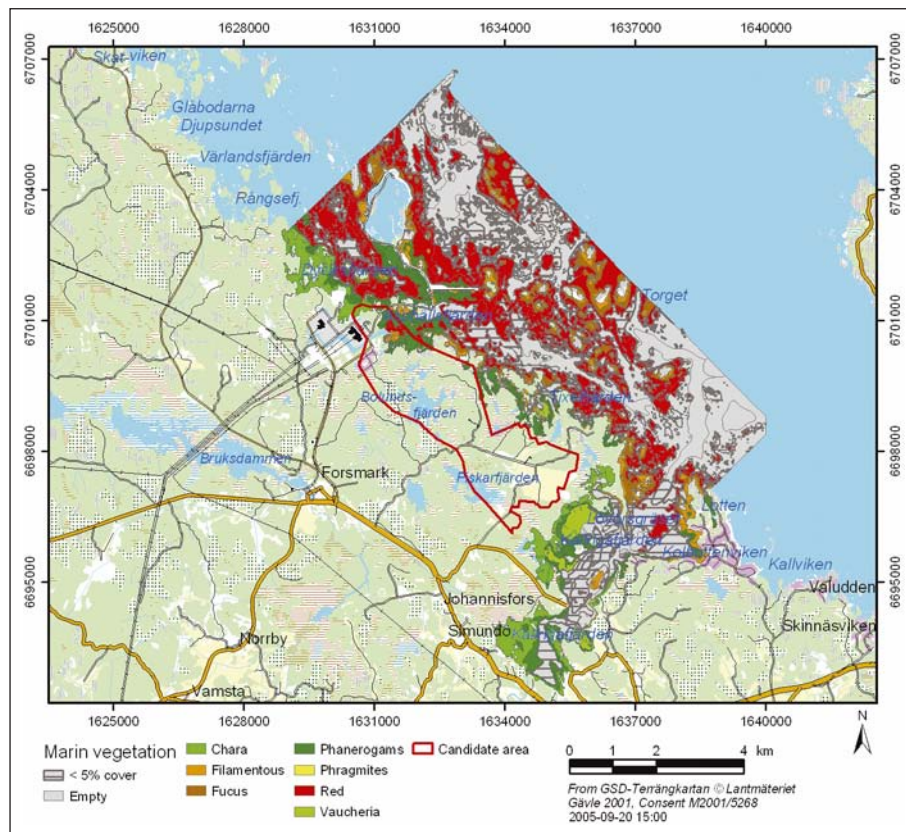 1625000 1628000 1631000 1634000 1637000 1640000
6707000
6707000
Skat-viken
Glabodarna
Djupsundet
Värlandsfjärden
Rångsefj.
6704000
6704000
Torget
6701000
6701000
Bolunds-
fjärden
6698000
6698000
Bruksdammen
Forsmark
Fiskarfjärden
Lotten
Kallviken
6695000
6695000
Valudden
Johannisfors
Skinnäsviken
Simundö
Norrby
Vamsta
1625000 1628000 1631000 1634000 1637000 1640000
Marin vegetation
< 5% cover
Empty
Chara
Filamentous
Fucus
Phanerogams
Phragmites
Red
Vaucheria
Candidate area
0 1 2 4 km
N
From GSD-Terrängkartan © Lantmäteriet
Gävle 2001, Consent M2001/5268
2005-09-20 15:00